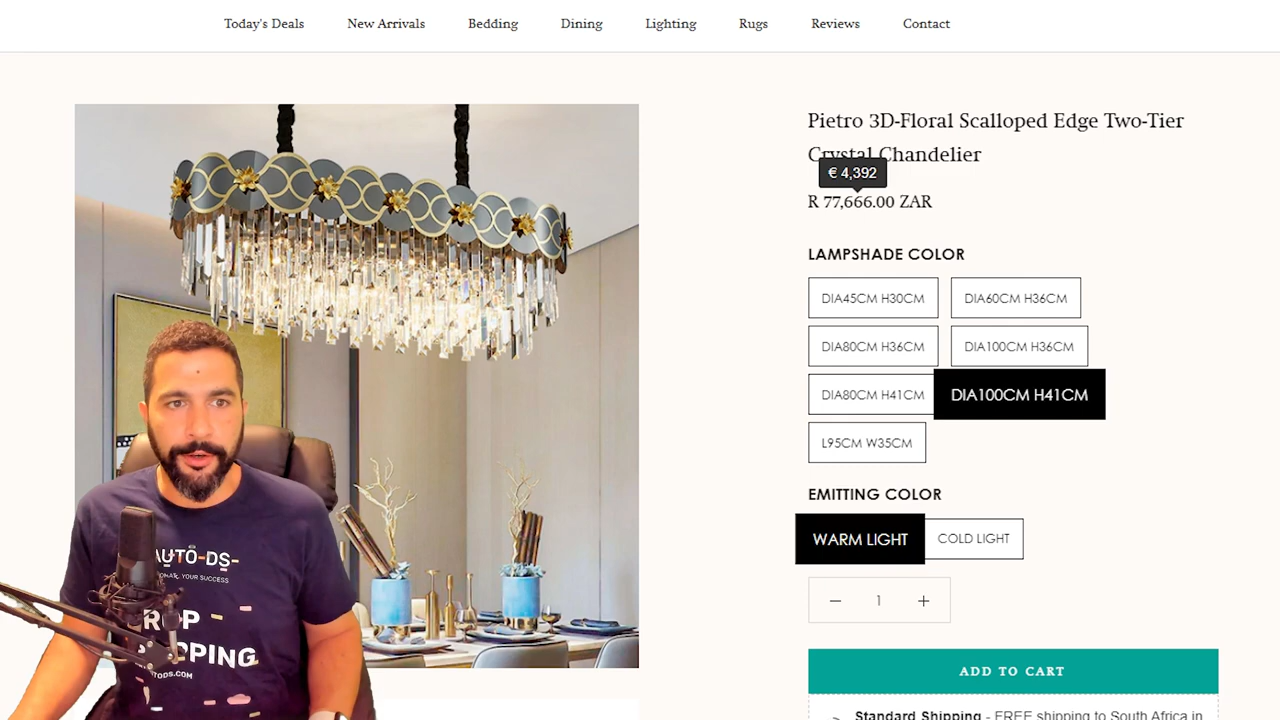 Today's Deals New Arrivals Bedding Dining Lighting Rugs Reviews Contact
Pietro 3D-Floral Scalloped Edge Two-Tier
Crystal Chandelier
€ 4,392
R 77,666.00 ZAR
LAMPSHADE COLOR
DIA45CM H30CM DIA60CM H36CM
DIA80CM H36CM DIA100CM H36CM
DIA80CM H41CM DIA100CM H41CM
L95CM W35CM
EMITTING COLOR
WARM LIGHT COLD LIGHT
1
ADD TO CART
Standard Shipping - FREE shipping to South Africa in
AUTO-DS-
YOUR SUCCESS